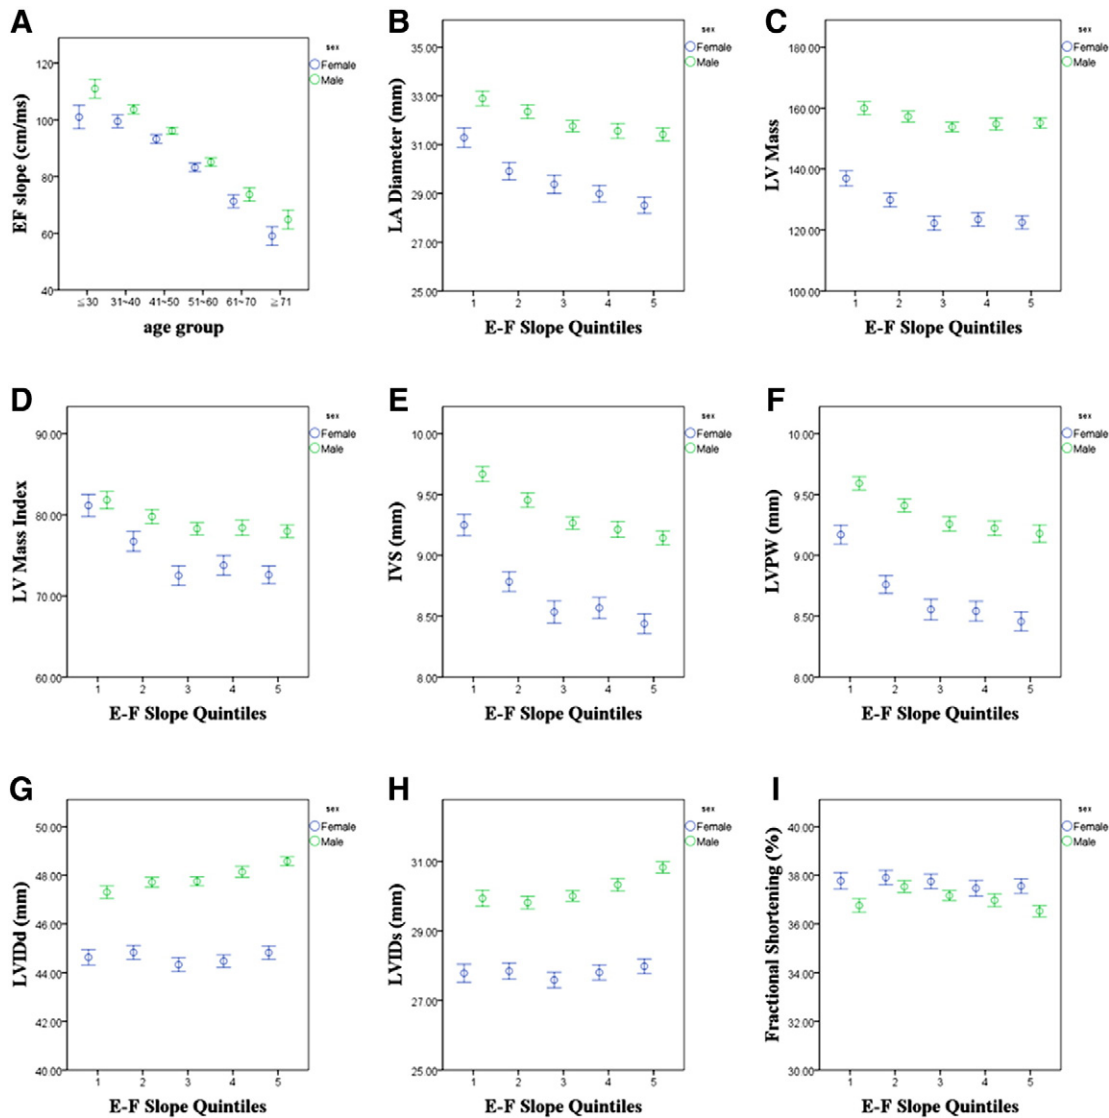 A
B
C
sex
Female
Male
EF slope (cm/ms)
120
100
80
60
40
≤30 31~40 41~50 51~60 61~70 ≥71
age group
sex
Female
Male
LA Diameter (mm)
35.00
33.00
31.00
29.00
27.00
25.00
1 2 3 4 5
E-F Slope Quintiles
sex
Female
Male
LV Mass
180.00
160.00
140.00
120.00
100.00
1 2 3 4 5
E-F Slope Quintiles
D
E
F
sex
Female
Male
LV Mass Index
90.00
80.00
70.00
60.00
1 2 3 4 5
E-F Slope Quintiles
sex
Female
Male
IVS (mm)
10.00
9.50
9.00
8.50
8.00
1 2 3 4 5
E-F Slope Quintiles
sex
Female
Male
LVPW (mm)
10.00
9.50
9.00
8.50
8.00
1 2 3 4 5
E-F Slope Quintiles
G
H
I
sex
Female
Male
LVIDd (mm)
50.00
48.00
46.00
44.00
42.00
40.00
1 2 3 4 5
E-F Slope Quintiles
sex
Female
Male
LVIDs (mm)
31.00
29.00
27.00
25.00
1 2 3 4 5
E-F Slope Quintiles
sex
Female
Male
Fractional Shortening (%)
40.00
38.00
36.00
34.00
32.00
30.00
1 2 3 4 5
E-F Slope Quintiles